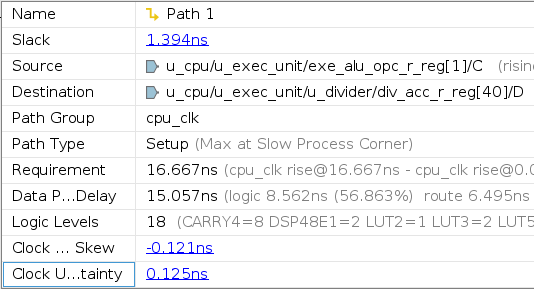 Name Path 1
Slack 1.394ns
Source u_cpu/u_exec_unit/exe_alu_opc_r_reg[1]/C (risin
Destination u_cpu/u_exec_unit/u_divider/div_acc_r_reg[40]/D
Path Group cpu_clk
Path Type Setup (Max at Slow Process Corner)
Requirement 16.667ns (cpu_clk rise@16.667ns - cpu_clk rise@0.0
Data P...Delay 15.057ns (logic 8.562ns (56.863%) route 6.495ns
Logic Levels 18 (CARRY4=8 DSP48E1=2 LUT2=1 LUT3=2 LUT5
Clock ... Skew -0.121ns
Clock U...tainty 0.125ns